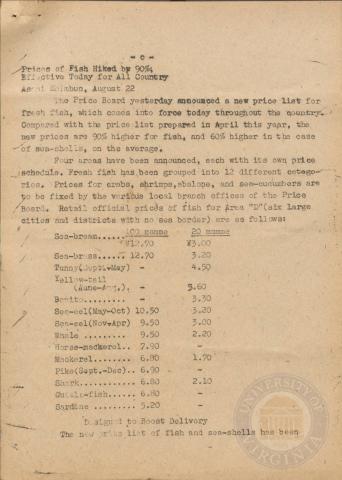 - c -
Prices of Fish Hiked by 90%
Effective Today for All Country
Asahi Shimbun, August 22
The Price Board yesterday announced a new price list for
fresh fish, which comes into force today throughout the country.
Compared with the price list prepared in April this year, the
new prices are 90% higher for fish, and 60% higher in the case
of sea-shells, on the average.
Four areas have been announced, each with its own price
schedule. Fresh fish has been grouped into 12 different catego-
ries. Prices for crabs, shrimps, abalone, and sea-cucumbers are
to be fixed by the various local branch offices of the Price
Board. Retail official prices of fish for Area "D"(six large
cities and districts with no sea border) are as follows:
100 momme 20 momme
Sea-bream..... ¥12.70 ¥3.00
Sea-bass..... 12.70 3.20
Tunny(Sept.-May) - 4.50
Yellow-tail
(June-Aug.). - 3.60
Bonito......... - 3.30
Sea-eel(May-Oct) 10.50 3.20
Sea-eel(Nov-Apr) 9.50 3.00
Whale ........ 9.50 2.20
Horse-mackerel.. 7.90 -
Mackerel....... 6.80 1.70
Pike(Sept.-Dec).. 6.90 -
Shark.......... 6.80 2.10
Cuttle-fish...... 6.80 -
Sardine ....... 5.20 -
Designed to Boost Delivery
The new price list of fish and sea-shells has been
UNIVERSITY OF VIRGINIA